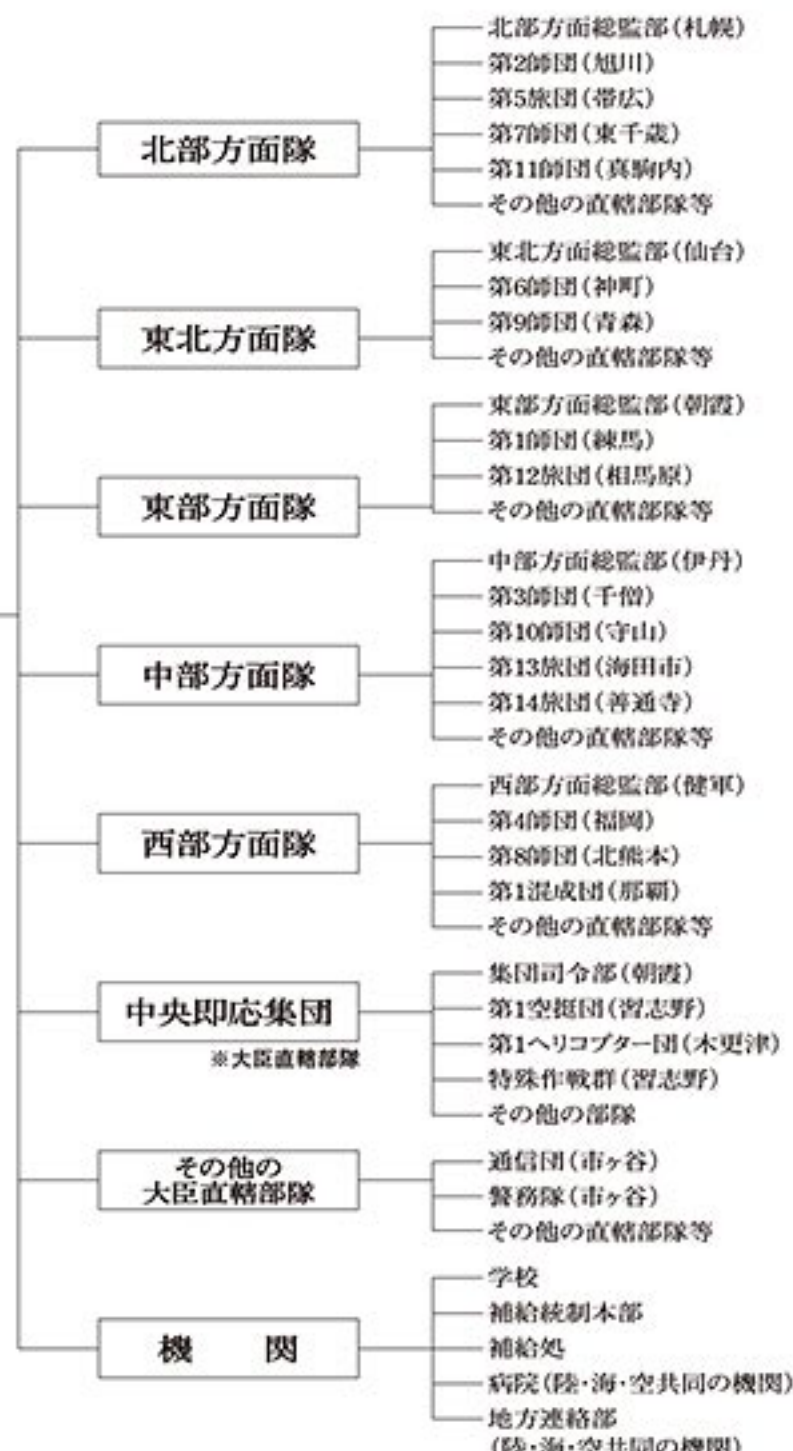 北部方面隊
北部方面総監部(札幌)
第2師団(旭川)
第5旅団(帯広)
第7師団(東千歳)
第11師団(真駒内)
その他の直轄部隊等
東北方面隊
東北方面総監部(仙台)
第6師団(神町)
第9師団(青森)
その他の直轄部隊等
東部方面隊
東部方面総監部(朝霞)
第1師団(練馬)
第12旅団(相馬原)
その他の直轄部隊等
中部方面隊
中部方面総監部(伊丹)
第3師団(千僧)
第10師団(守山)
第13旅団(海田市)
第14旅団(善通寺)
その他の直轄部隊等
西部方面隊
西部方面総監部(健軍)
第4師団(福岡)
第8師団(北熊本)
第1混成団(那覇)
その他の直轄部隊等
中央即応集団
※大臣直轄部隊
集団司令部(朝霞)
第1空挺団(習志野)
第1ヘリコプター団(木更津)
特殊作戦群(習志野)
その他の部隊
その他の
大臣直轄部隊
通信団(市ヶ谷)
警務隊(市ヶ谷)
その他の直轄部隊等
機 関
学校
補給統制本部
補給処
病院(陸・海・空共同の機関)
地方連絡部
(陸・海・空共同の機関)